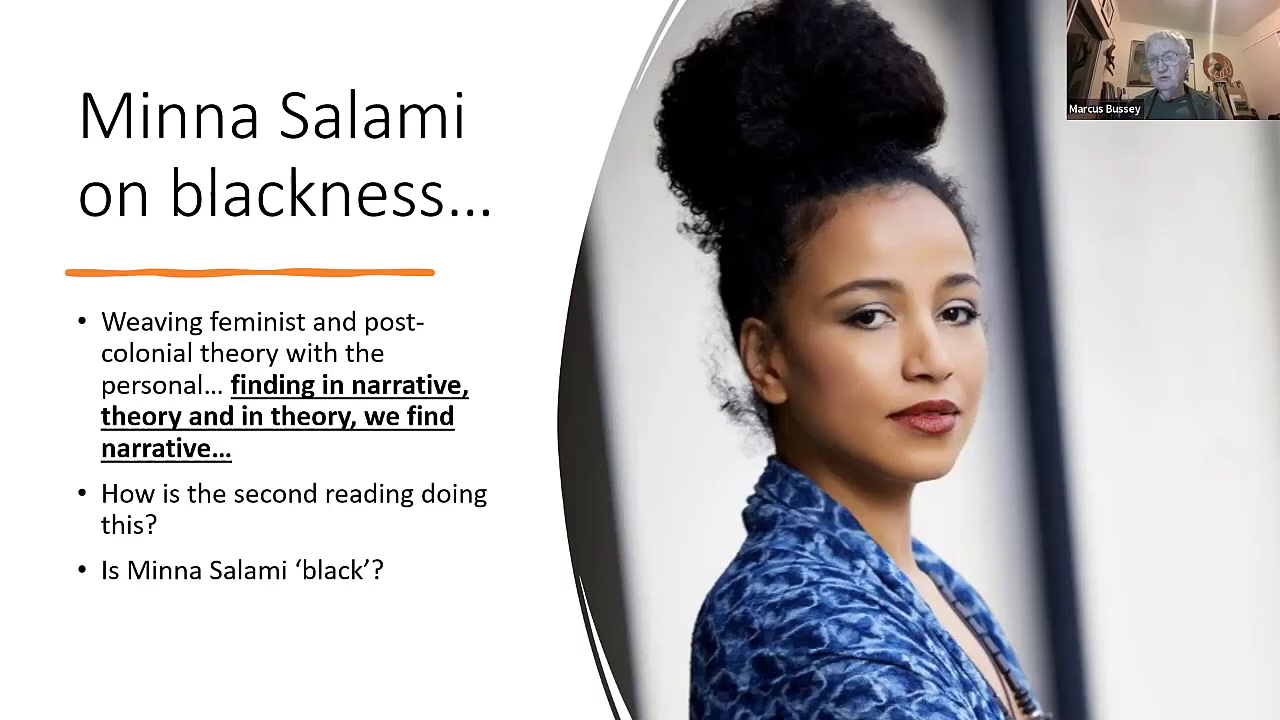 Minna Salami
on blackness…
• Weaving feminist and post-
colonial theory with the
personal… finding in narrative,
theory and in theory, we find
narrative…
• How is the second reading doing
this?
• Is Minna Salami ‘black’?
Marcus Bussey